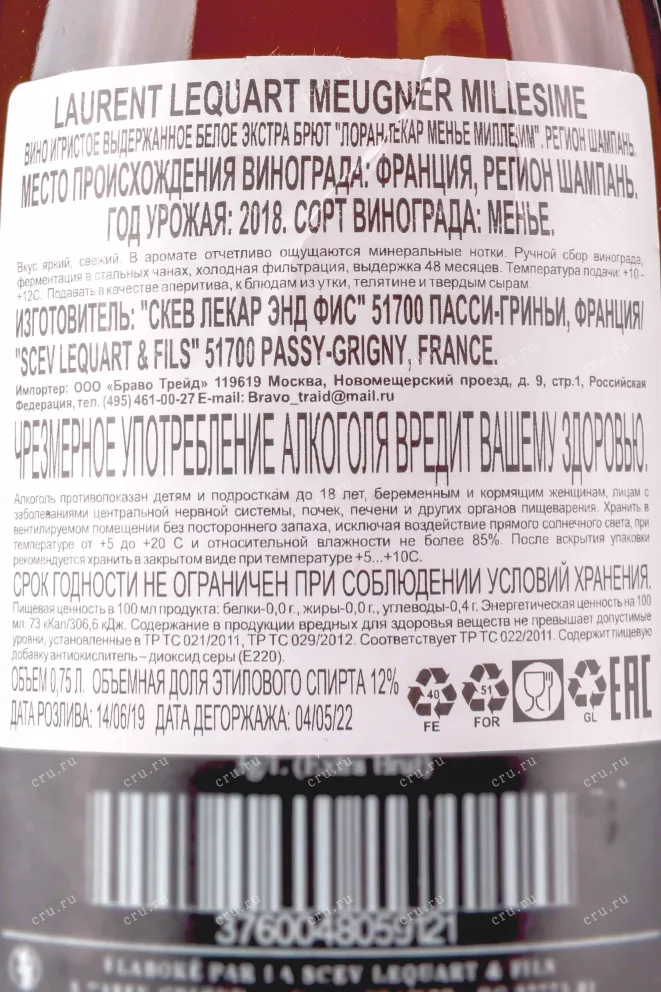 LAURENT LEQUART MEUGNIER MILLESIME
ВИНО ИГРИСТОЕ ВЫДЕРЖАННОЕ БЕЛОЕ ЭКСТРА БРЮТ "ЛОРАН ЛЕКАР МЕНЬЕ МИЛЛЕЗИМ". РЕГИОН ШАМПАНЬ.
МЕСТО ПРОИСХОЖДЕНИЯ ВИНОГРАДА: ФРАНЦИЯ, РЕГИОН ШАМПАНЬ.
ГОД УРОЖАЯ: 2018. СОРТ ВИНОГРАДА: МЕНЬЕ.
Вкус яркий, свежий. В аромате отчетливо ощущаются минеральные нотки. Ручной сбор винограда,
ферментация в стальных чанах, холодная фильтрация, выдержка 48 месяцев. Температура подачи: +10 -
+12С. Подавать в качестве аперитива, к блюдам из утки, телятине и твердым сырам.
ИЗГОТОВИТЕЛЬ: "СКЕВ ЛЕКАР ЭНД ФИС" 51700 ПАССИ-ГРИНЬИ, ФРАНЦИЯ/
"SCEV LEQUART & FILS" 51700 PASSY-GRIGNY, FRANCE.
Импортер: ООО «Браво Трейд» 119619 Москва, Новомещерский проезд, д. 9, стр.1, Российская
Федерация, тел. (495) 461-00-27 E-mail: Bravo_traid@mail.ru
ЧРЕЗМЕРНОЕ УПОТРЕБЛЕНИЕ АЛКОГОЛЯ ВРЕДИТ ВАШЕМУ ЗДОРОВЬЮ.
Алкоголь противопоказан детям и подросткам до 18 лет, беременным и кормящим женщинам, лицам с
заболеваниями центральной нервной системы, почек, печени и других органов пищеварения. Хранить в
вентилируемом помещении без постороннего запаха, исключая воздействие прямого солнечного света, при
температуре от +5 до +20 С и относительной влажности не более 85%. После вскрытия упаковки
рекомендуется хранить в закрытом виде при температуре +5...+10С.
СРОК ГОДНОСТИ НЕ ОГРАНИЧЕН ПРИ СОБЛЮДЕНИИ УСЛОВИЙ ХРАНЕНИЯ.
Пищевая ценность в 100 мл продукта: белки-0,0 г., жиры-0,0 г., углеводы-0,4 г. Энергетическая ценность на 100
мл. 73 кКал/306,6 кДж. Содержание в продукции вредных для здоровья веществ не превышает допустимые
уровни, установленные в ТР ТС 021/2011, ТР ТС 029/2012. Соответствует ТР ТС 022/2011. Содержит пищевую
добавку антиокислитель – диоксид серы (Е220).
ОБЪЕМ 0,75 Л. ОБЪЕМНАЯ ДОЛЯ ЭТИЛОВОГО СПИРТА 12%
ДАТА РОЗЛИВА: 14/06/19 ДАТА ДЕГОРЖАЖА: 04/05/22
40 FE
51 FOR
GL
EAC
g/L (Extra Brut)
3760048059121
ELABORÉ PAR LA SCEV LEQUART & FILS
cru.ru